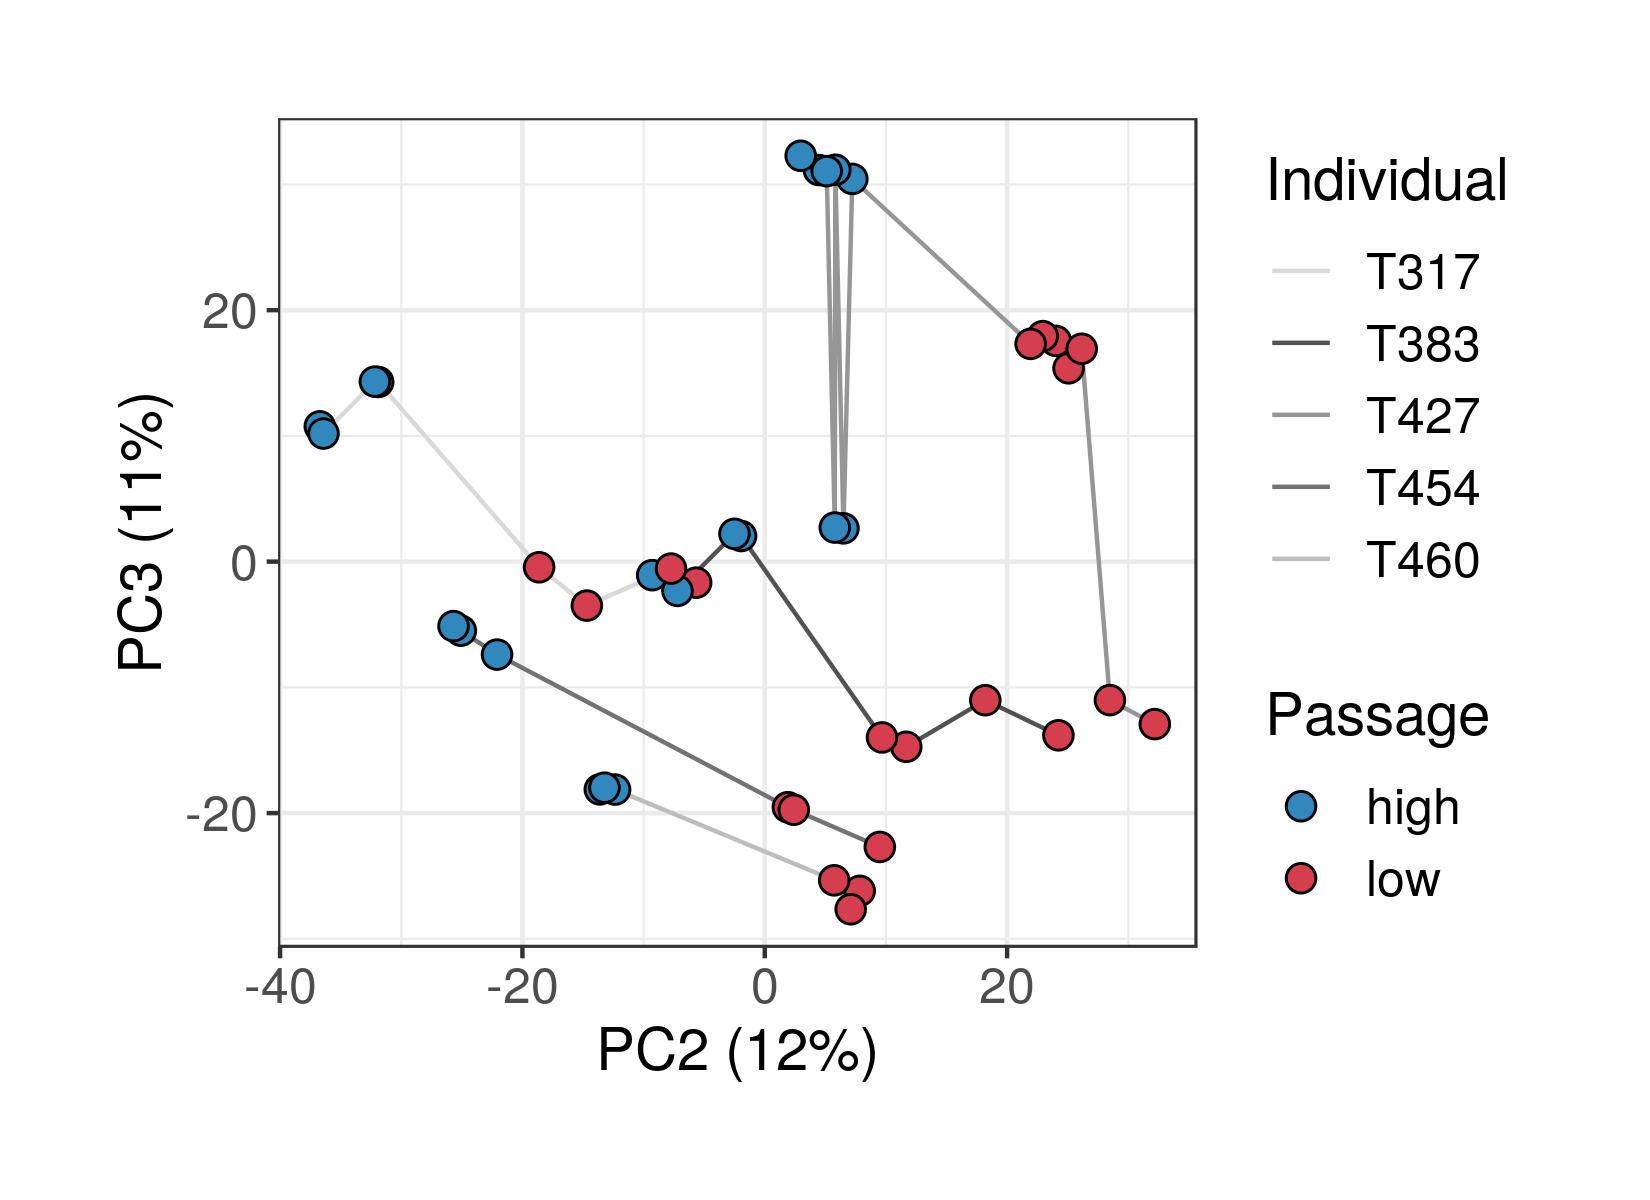 20
0
-20
PC3 (11%)
-40 -20 0 20
PC2 (12%)
Individual
T317
T383
T427
T454
T460
Passage
high
low